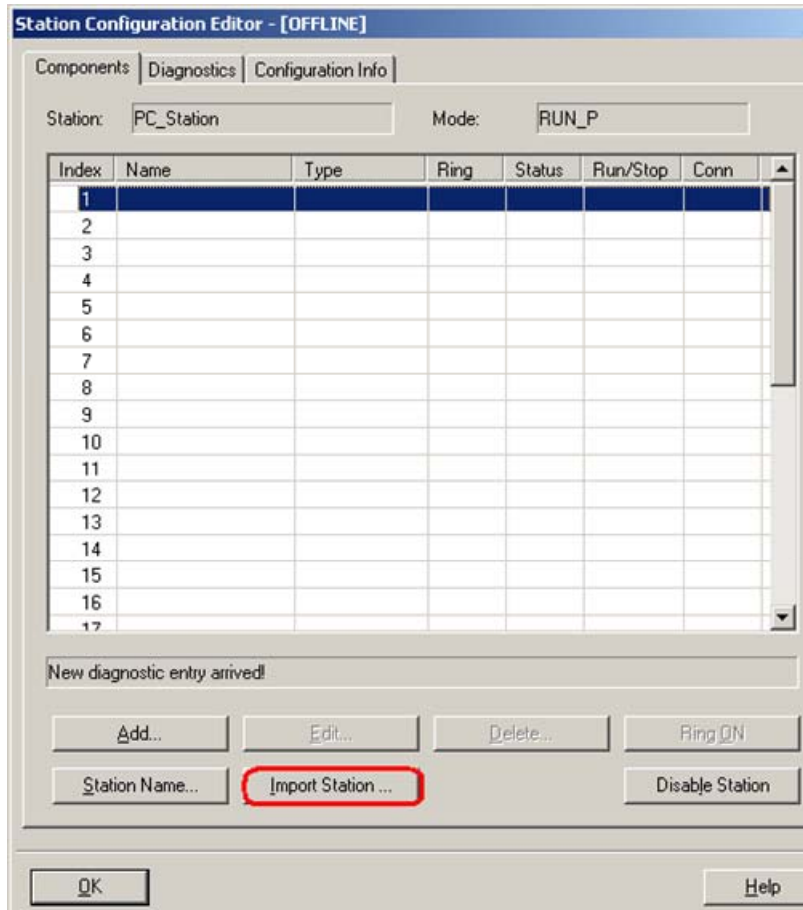 Station Configuration Editor - [OFFLINE]
Components Diagnostics Configuration Info
Station: PC_Station Mode: RUN_P
Index Name Type Ring Status Run/Stop Conn
1
2
3
4
5
6
7
8
9
10
11
12
13
14
15
16
17
New diagnostic entry arrived!
Add... Edit... Delete... Ring ON
Station Name... Import Station ... Disable Station
OK Help